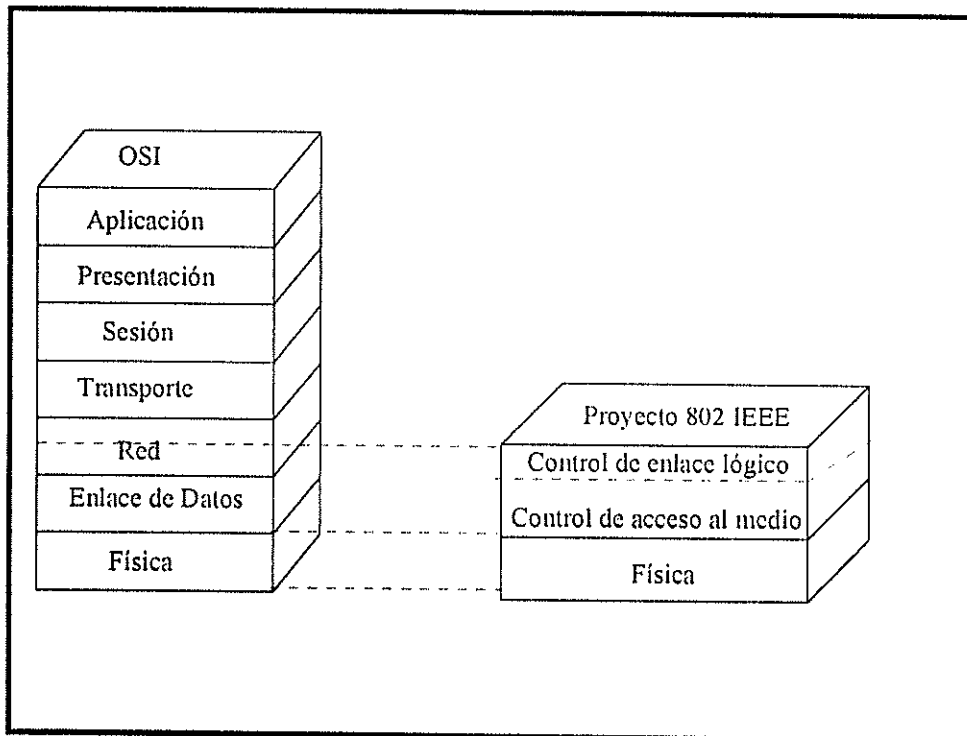 OSI
Aplicación
Presentación
Sesión
Transporte
Red
Enlace de Datos
Física
Proyecto 802 IEEE
Control de enlace lógico
Control de acceso al medio
Física